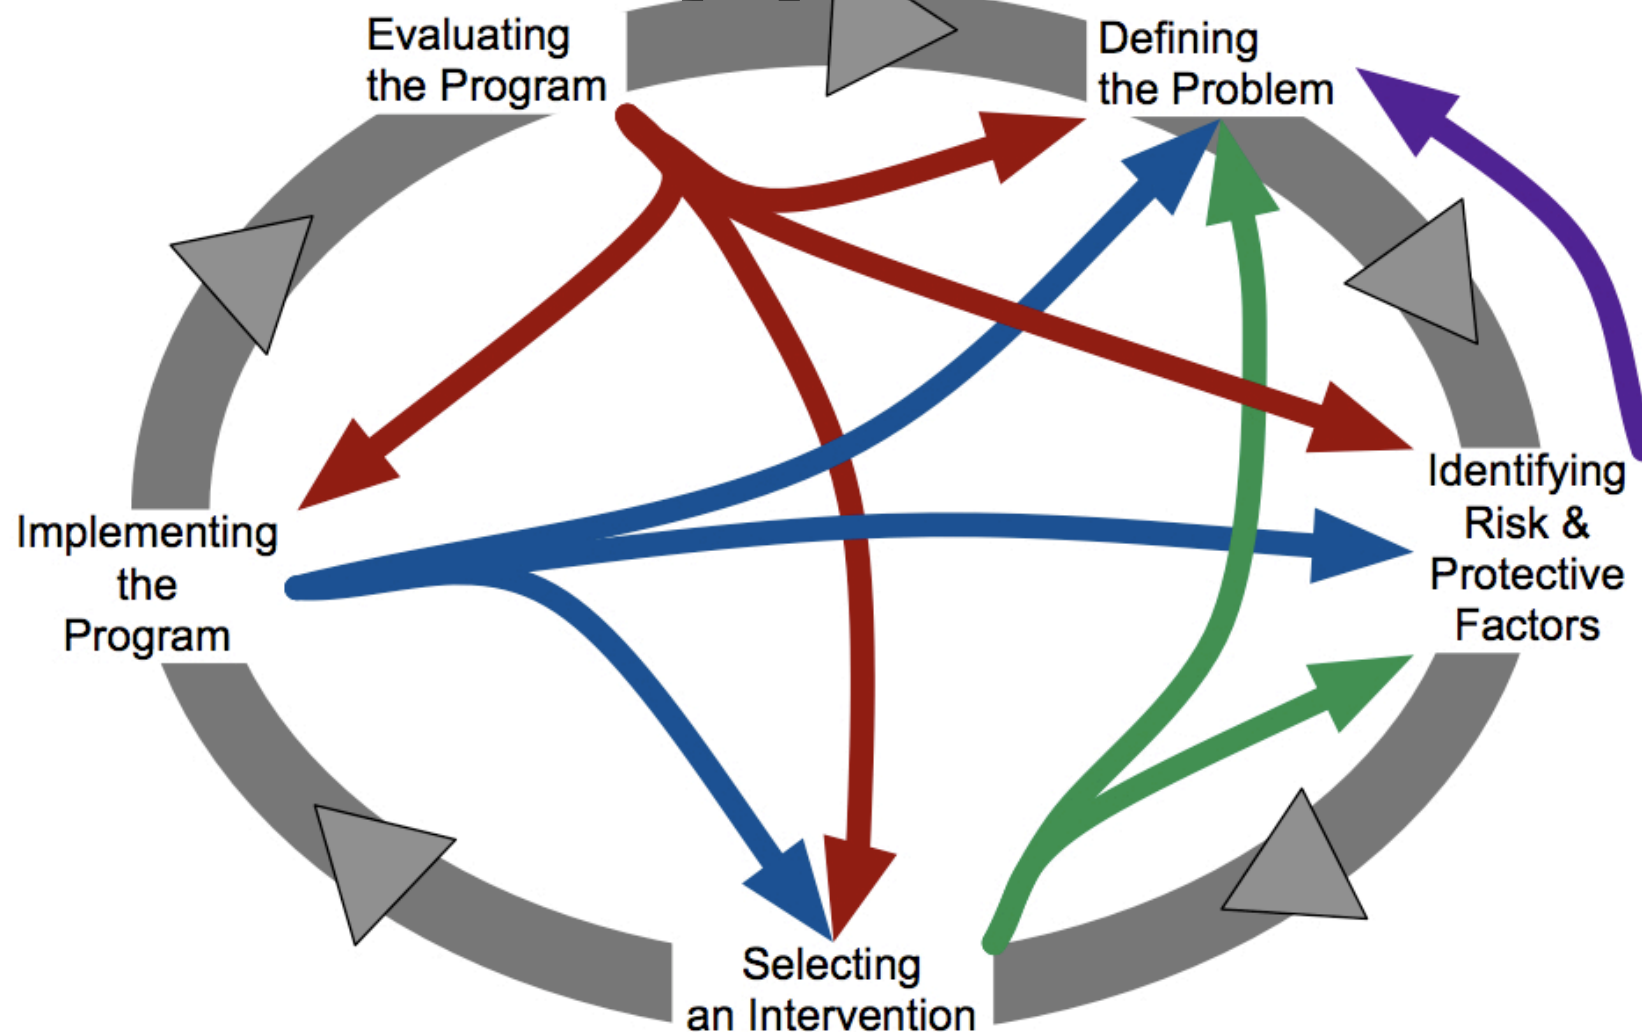 Evaluating
the Program
Defining
the Problem
Identifying
Risk &
Protective
Factors
Implementing
the
Program
Selecting
an Intervention